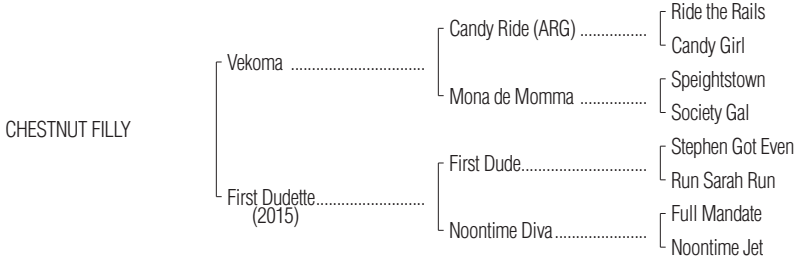 Ride the Rails
Candy Ride (ARG) ................
Candy Girl
Vekoma ................................
Speightstown
Mona de Momma ................
Society Gal
CHESTNUT FILLY
Stephen Got Even
First Dude..............................
Run Sarah Run
First Dudette..........................
(2015)
Full Mandate
Noontime Diva......................
Noontime Jet